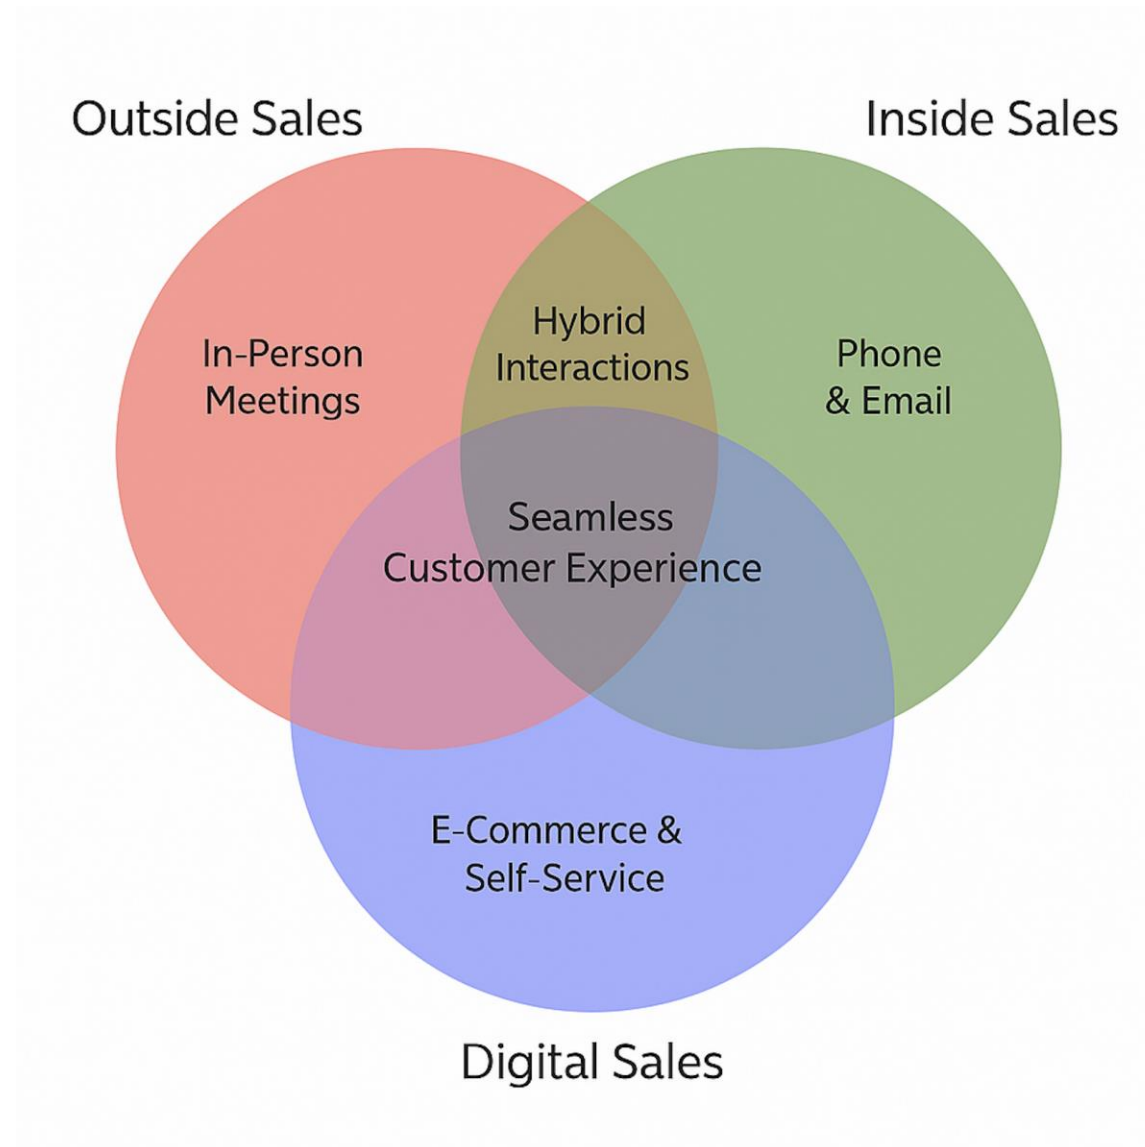 Outside Sales
Inside Sales
Hybrid
Interactions
In-Person
Meetings
Phone
& Email
Seamless
Customer Experience
E-Commerce &
Self-Service
Digital Sales